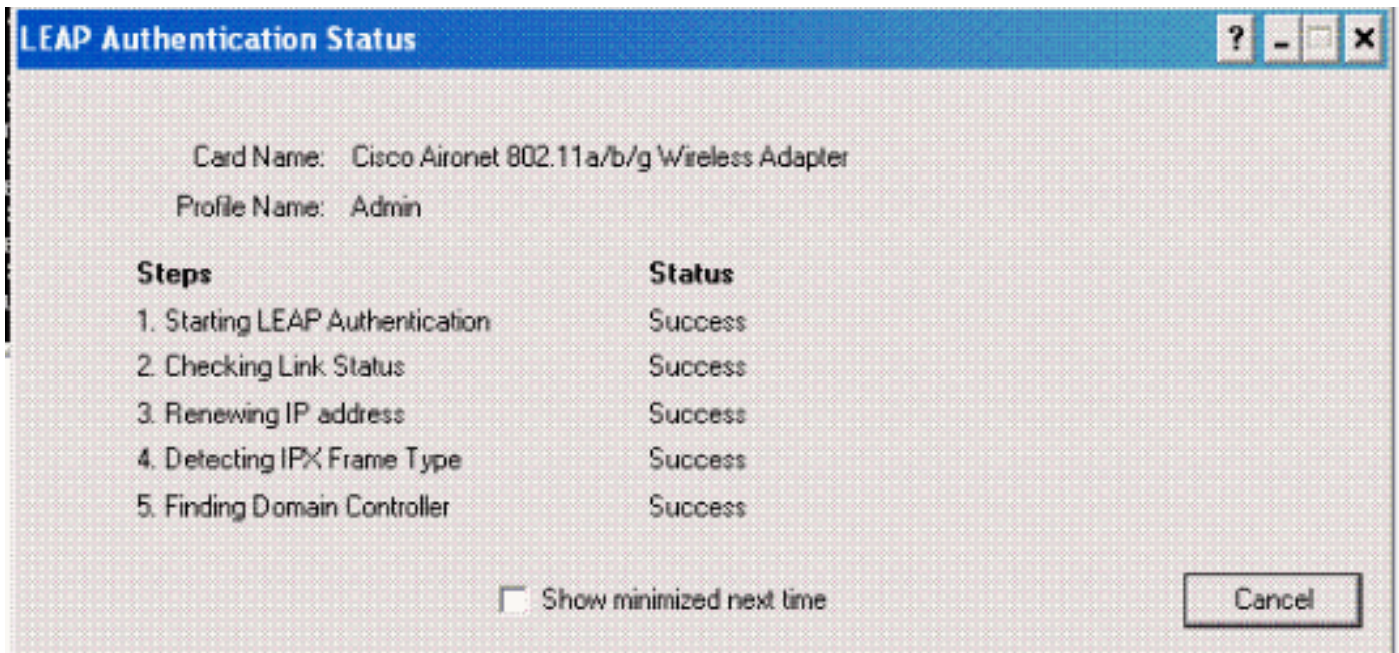 LEAP Authentication Status
Card Name: Cisco Aironet 802.11a/b/g Wireless Adapter
Profile Name: Admin
Steps Status
1. Starting LEAP Authentication Success
2. Checking Link Status Success
3. Renewing IP address Success
4. Detecting IPX Frame Type Success
5. Finding Domain Controller Success
Show minimized next time Cancel